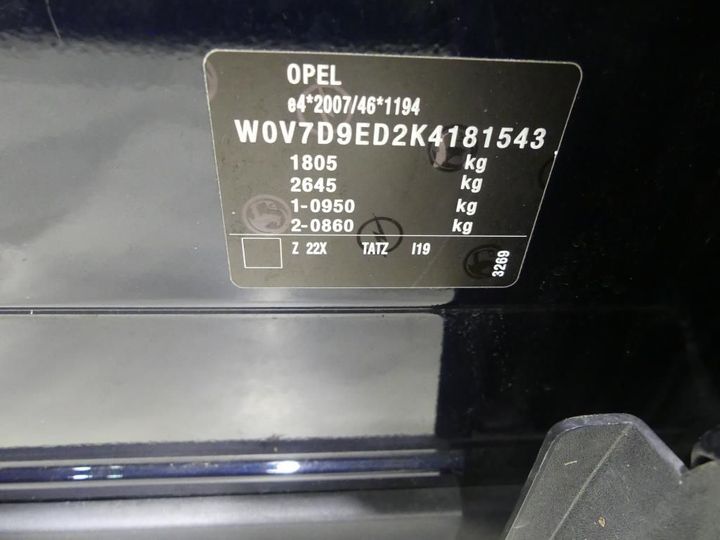 OPEL
e4*2007/46*1194
W0V7D9ED2K4181543
1805 kg
2645 kg
1-0950 kg
2-0860 kg
Z 22X TATZ I19
3269